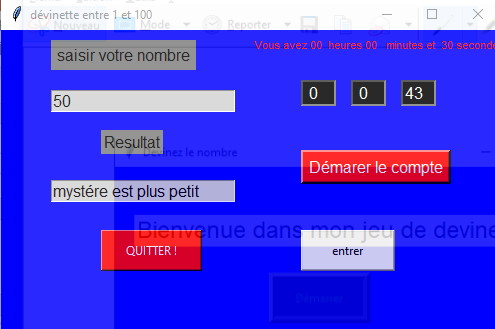 dévinette entre 1 et 100
Nouveau Mode Reporter
Vous avez 00 heures 00 minutes et 30 seconde
saisir votre nombre
50
0 0 43
Resultat
nez le nombre
Démarer le compte
mystére est plus petit
Bienvenue dans mon jeu de devine
QUITTER !
entrer
Démarrer